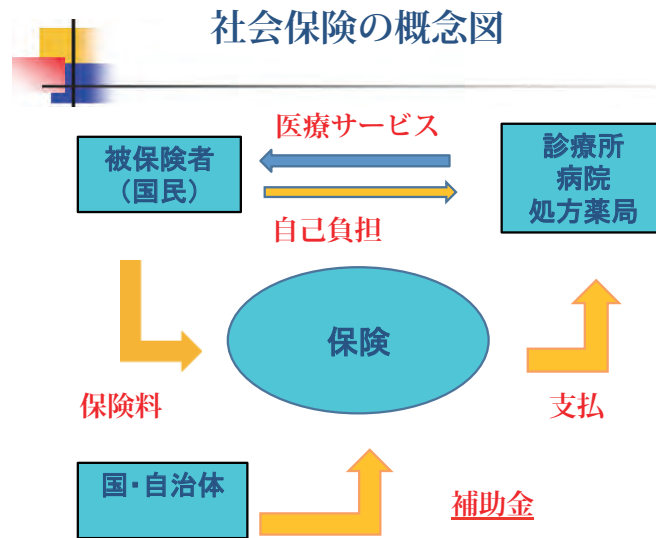 社会保険の概念図
医療サービス
被保険者
（国民）
診療所
病院
処方薬局
自己負担
保険
保険料
支払
国・自治体
補助金